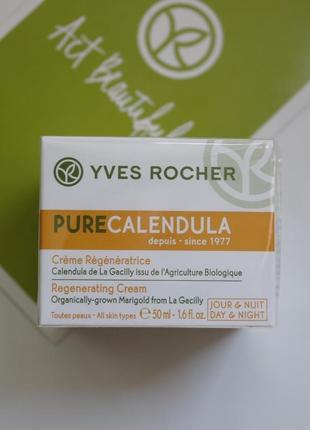 Act Beautiful
YVES ROCHER
PURECALENDULA
depuis • since 1977
Crème Régénératrice
Calendula de La Gacilly issu de l'Agriculture Biologique
Regenerating Cream
Organically-grown Marigold from La Gacilly
JOUR & NUIT
DAY & NIGHT
Toutes peaux • All skin types
℮ 50 ml - 1.6 fl. oz.